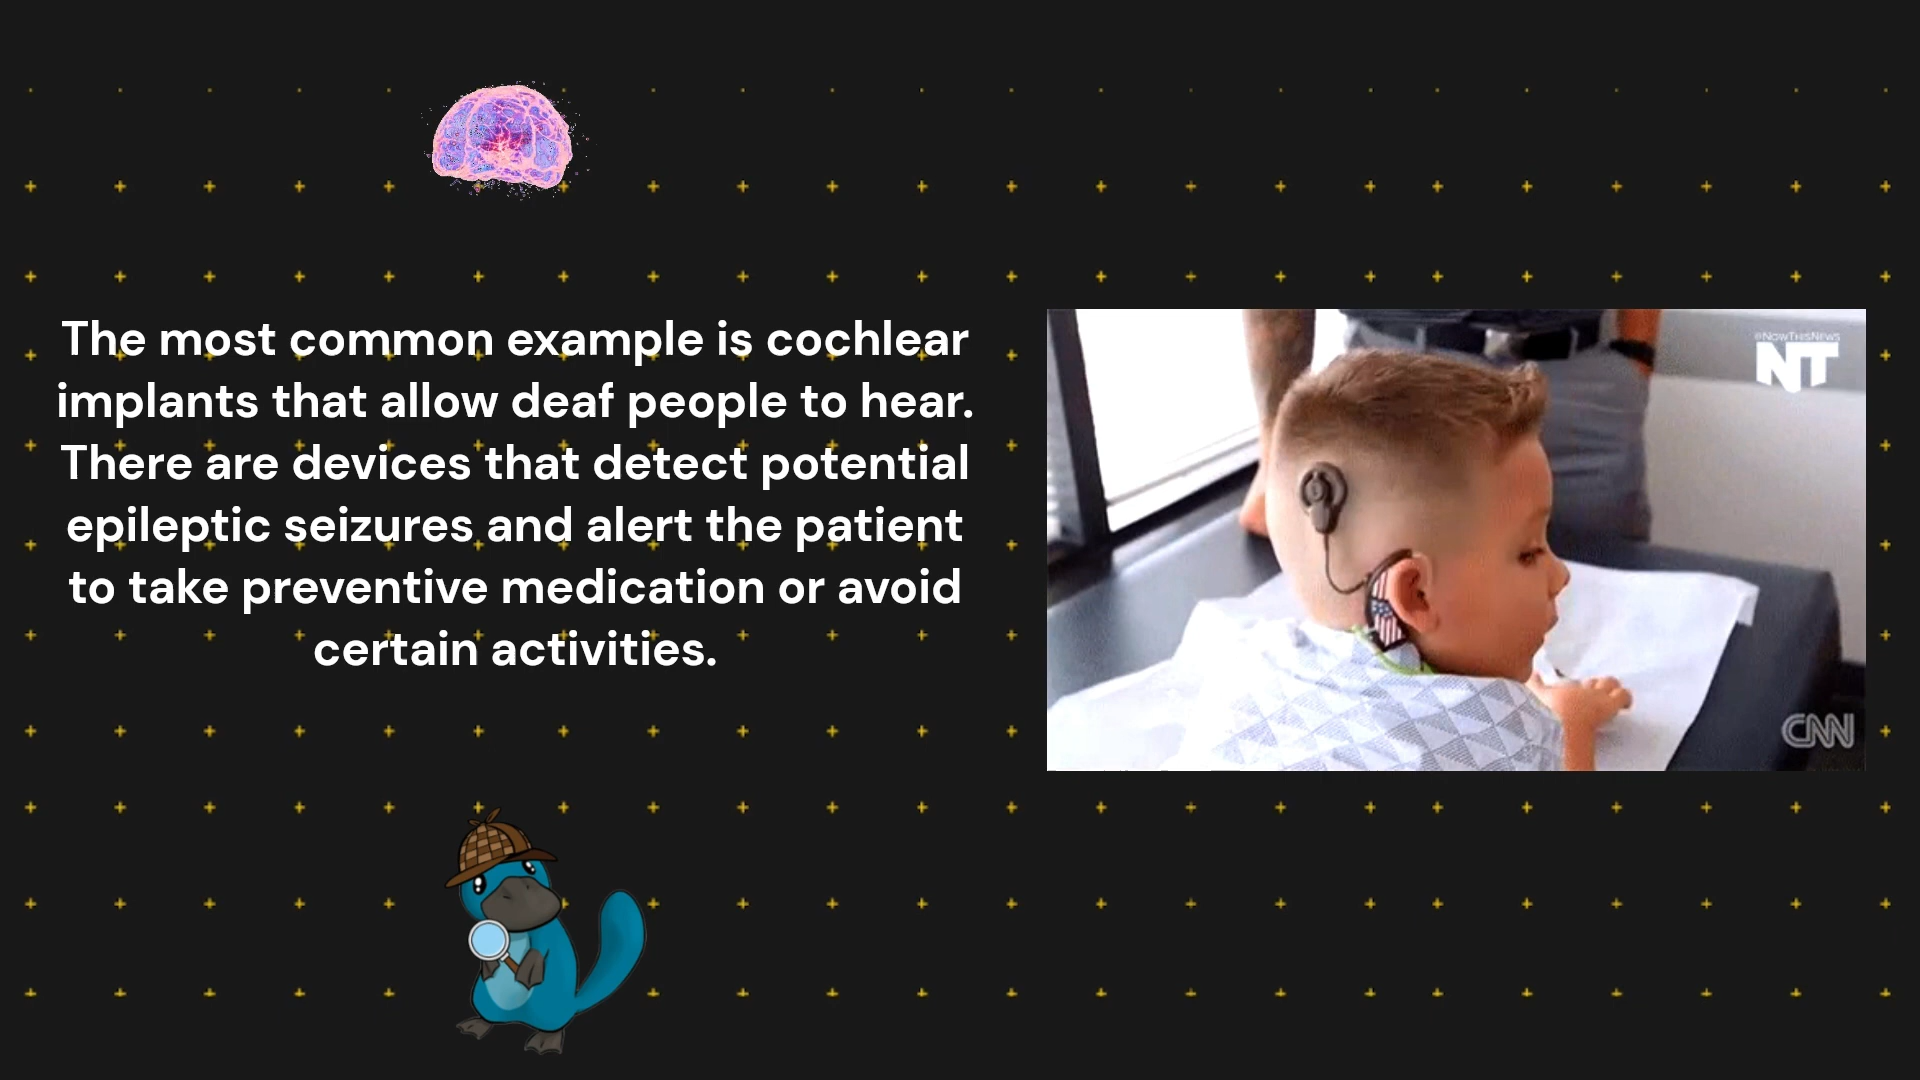 The most common example is cochlear
implants that allow deaf people to hear.
There are devices that detect potential
epileptic seizures and alert the patient
to take preventive medication or avoid
certain activities.
@NowThisNews
NT
CNN